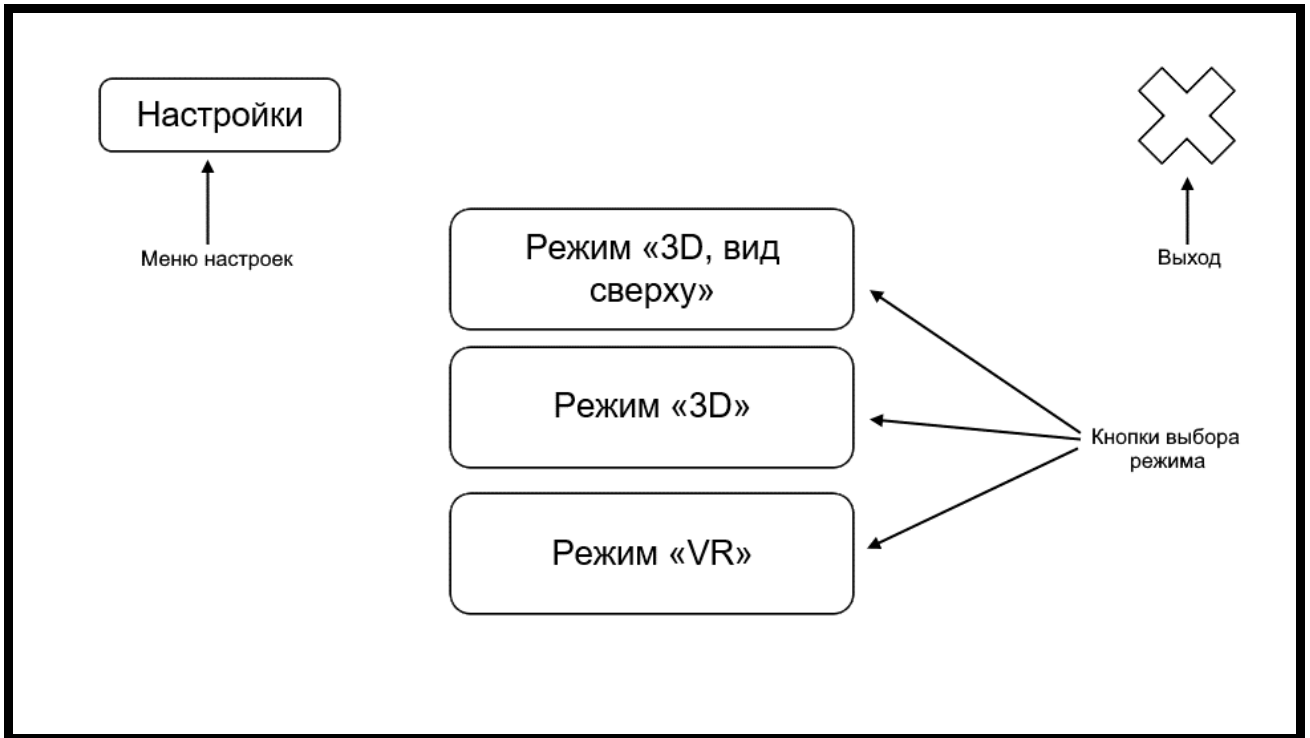 Настройки
Меню настроек
Выход
Режим «3D, вид
сверху»
Режим «3D»
Режим «VR»
Кнопки выбора
режима